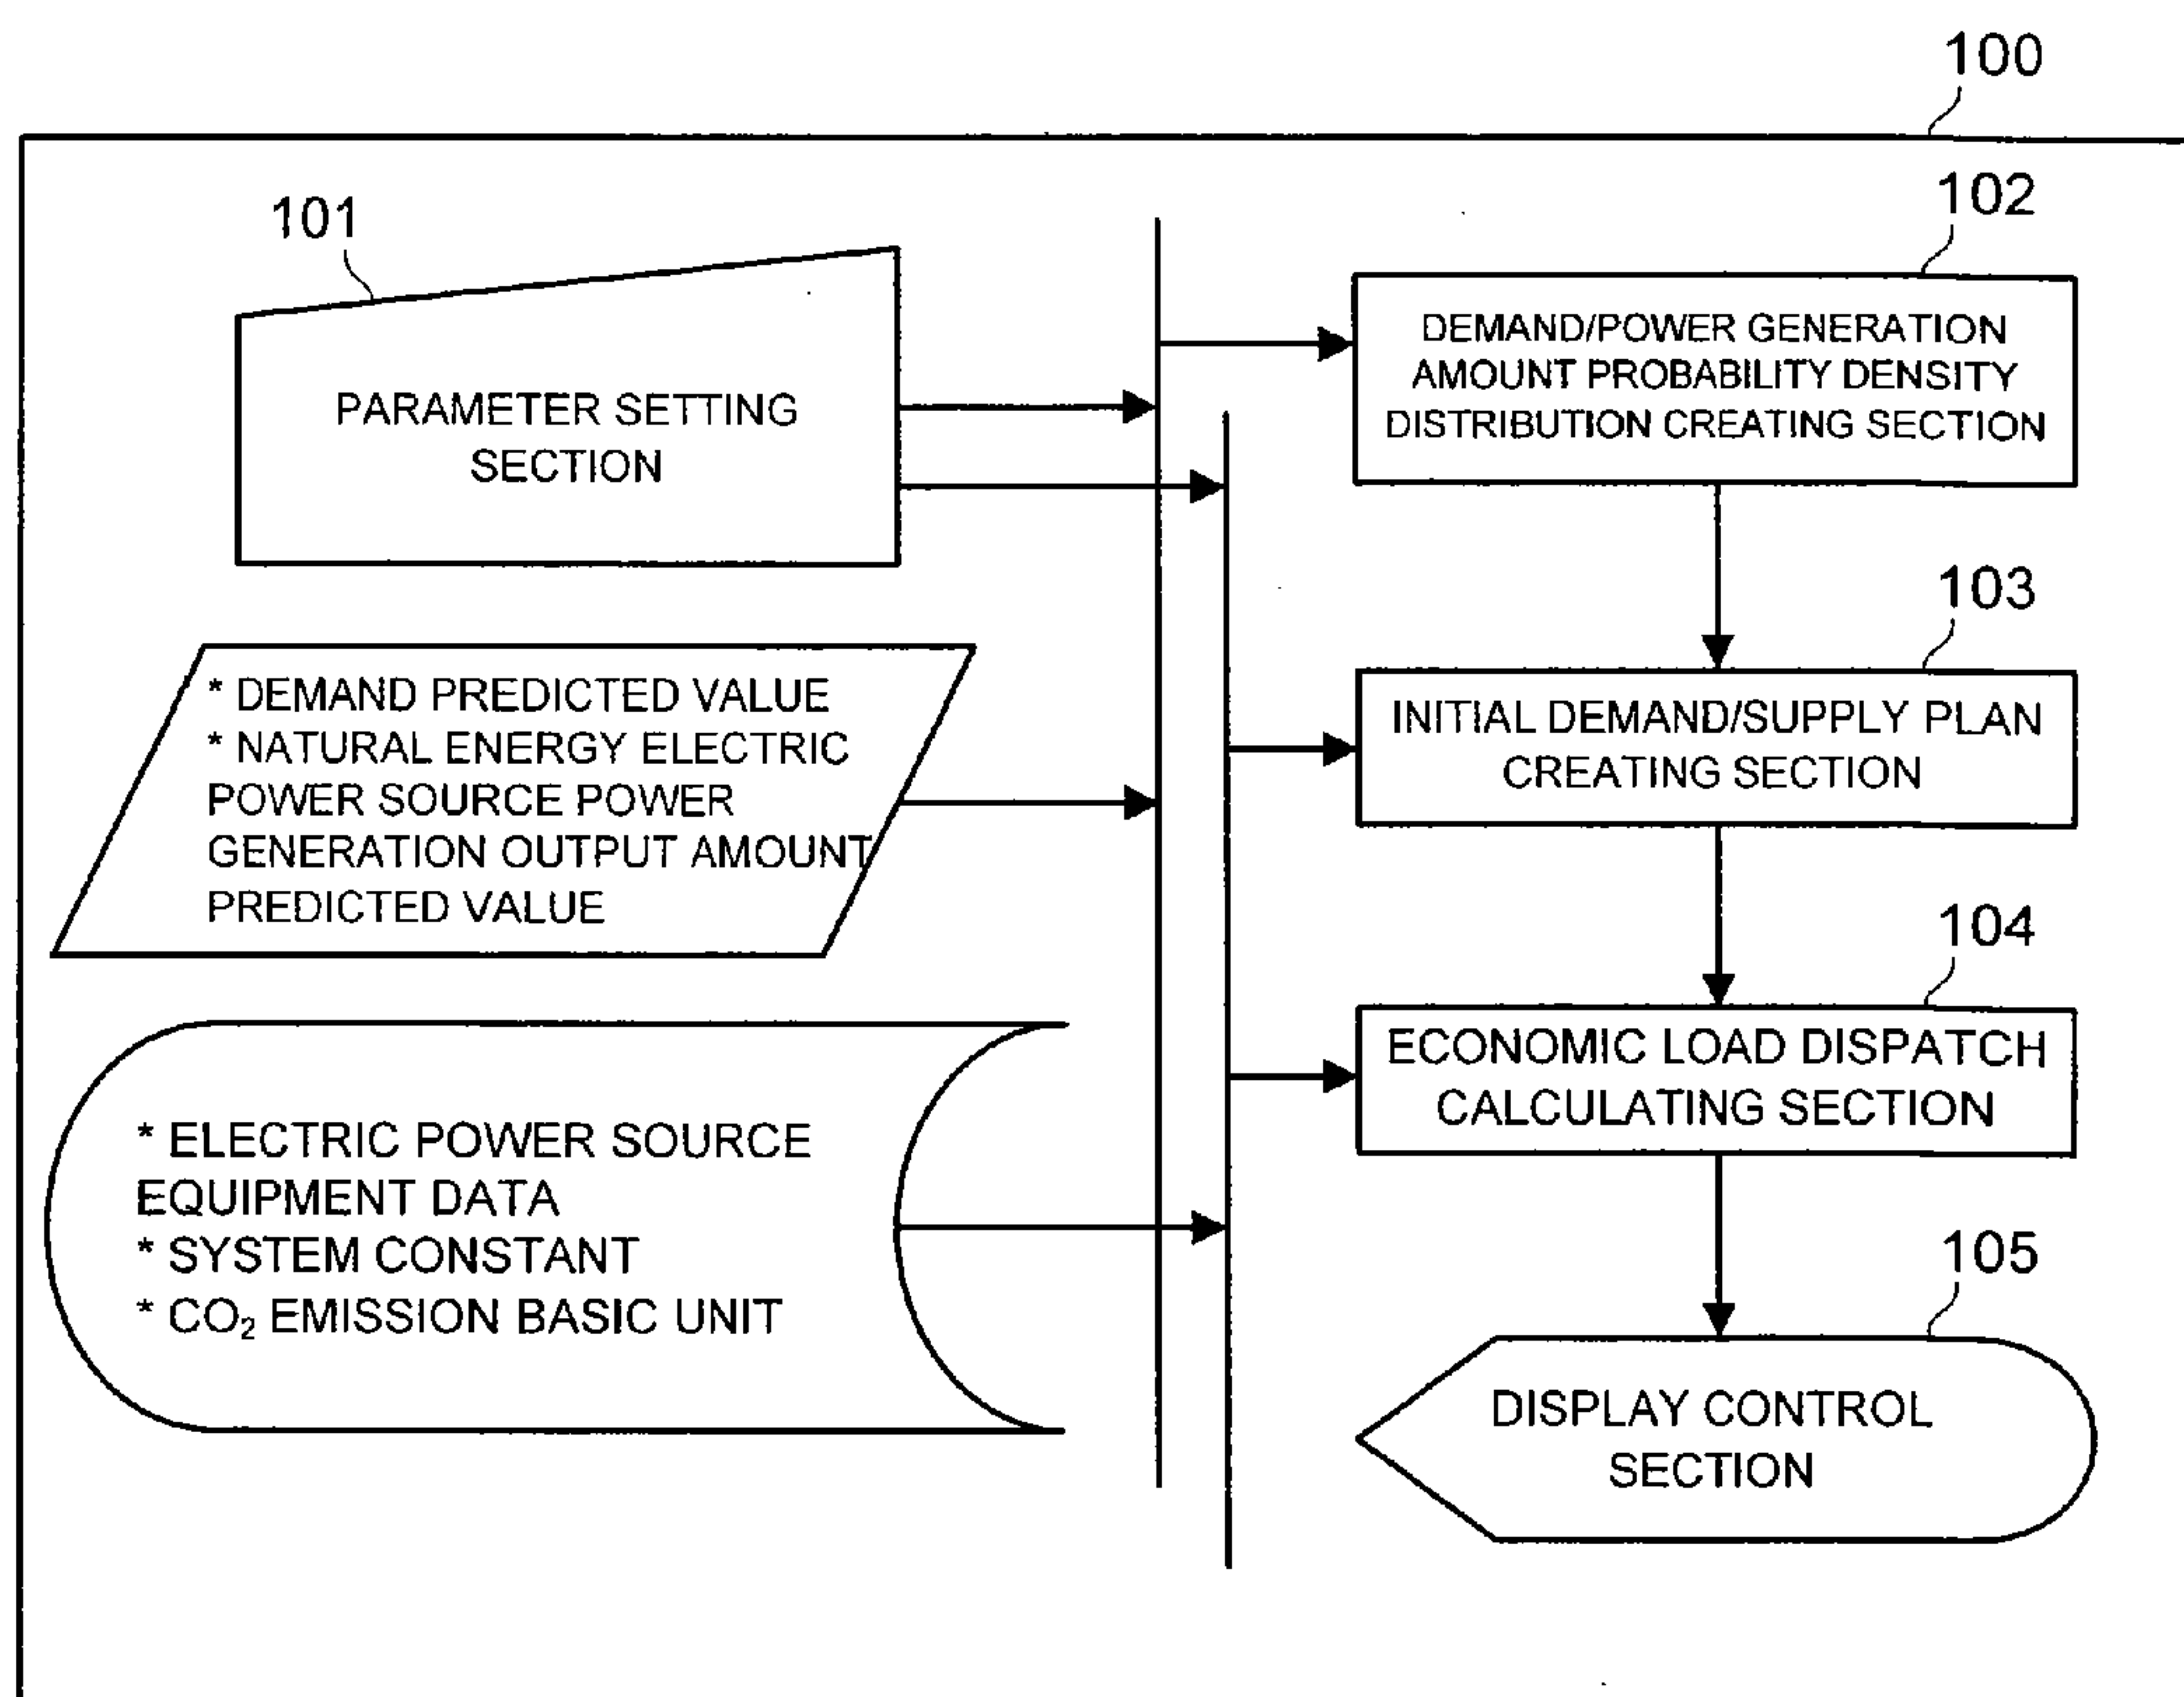 100
101
PARAMETER SETTING
SECTION
* DEMAND PREDICTED VALUE
* NATURAL ENERGY ELECTRIC
POWER SOURCE POWER
GENERATION OUTPUT AMOUNT
PREDICTED VALUE
* ELECTRIC POWER SOURCE
EQUIPMENT DATA
* SYSTEM CONSTANT
* CO₂ EMISSION BASIC UNIT
102
DEMAND/POWER GENERATION
AMOUNT PROBABILITY DENSITY
DISTRIBUTION CREATING SECTION
103
INITIAL DEMAND/SUPPLY PLAN
CREATING SECTION
104
ECONOMIC LOAD DISPATCH
CALCULATING SECTION
105
DISPLAY CONTROL
SECTION